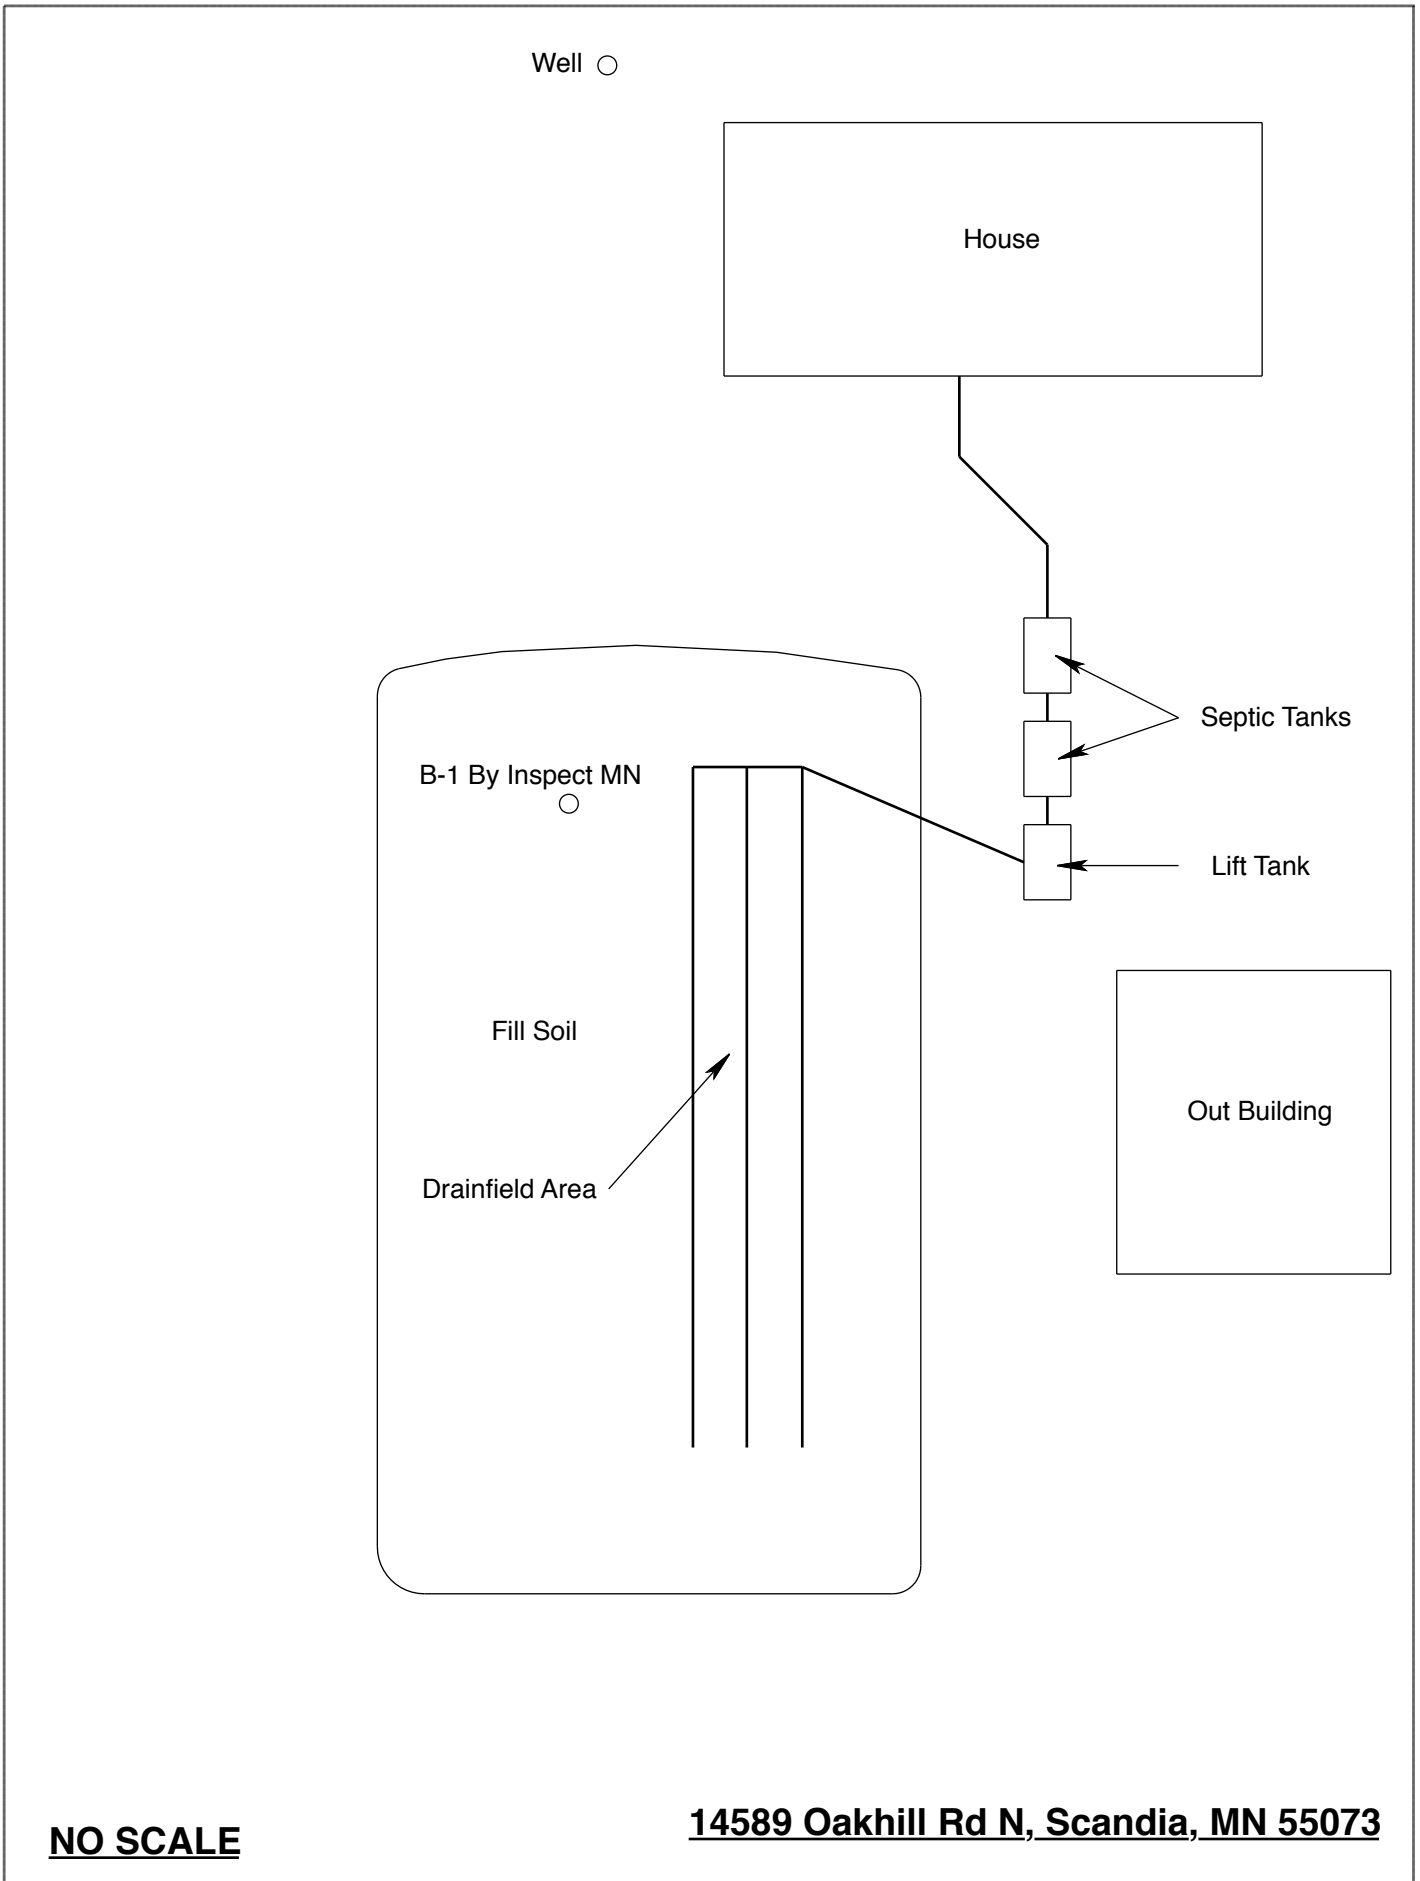 Well
House
Septic Tanks
B-1 By Inspect MN
Lift Tank
Fill Soil
Out Building
Drainfield Area
14589 Oakhill Rd N, Scandia, MN 55073
NO SCALE